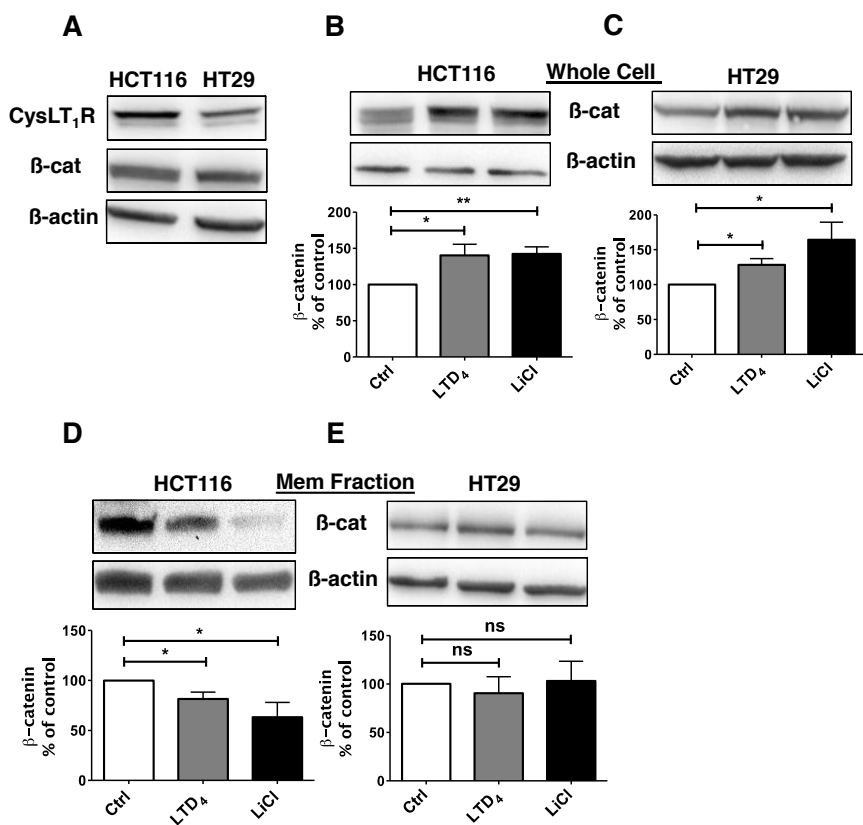 A
B
C
HCT116 HT29
CysLT₁R
ß-cat
ß-actin
HCT116
Whole Cell
HT29
ß-cat
ß-actin
**
*
200
150
100
50
0
β-catenin
% of control
Ctrl
LTD₄
LiCl
*
*
200
150
100
50
0
β-catenin
% of control
Ctrl
LTD₄
LiCl
D
E
HCT116
Mem Fraction
HT29
ß-cat
ß-actin
*
*
150
100
50
0
β-catenin
% of control
Ctrl
LTD₄
LiCl
ns
ns
150
100
50
0
β-catenin
% of control
Ctrl
LTD₄
LiCl